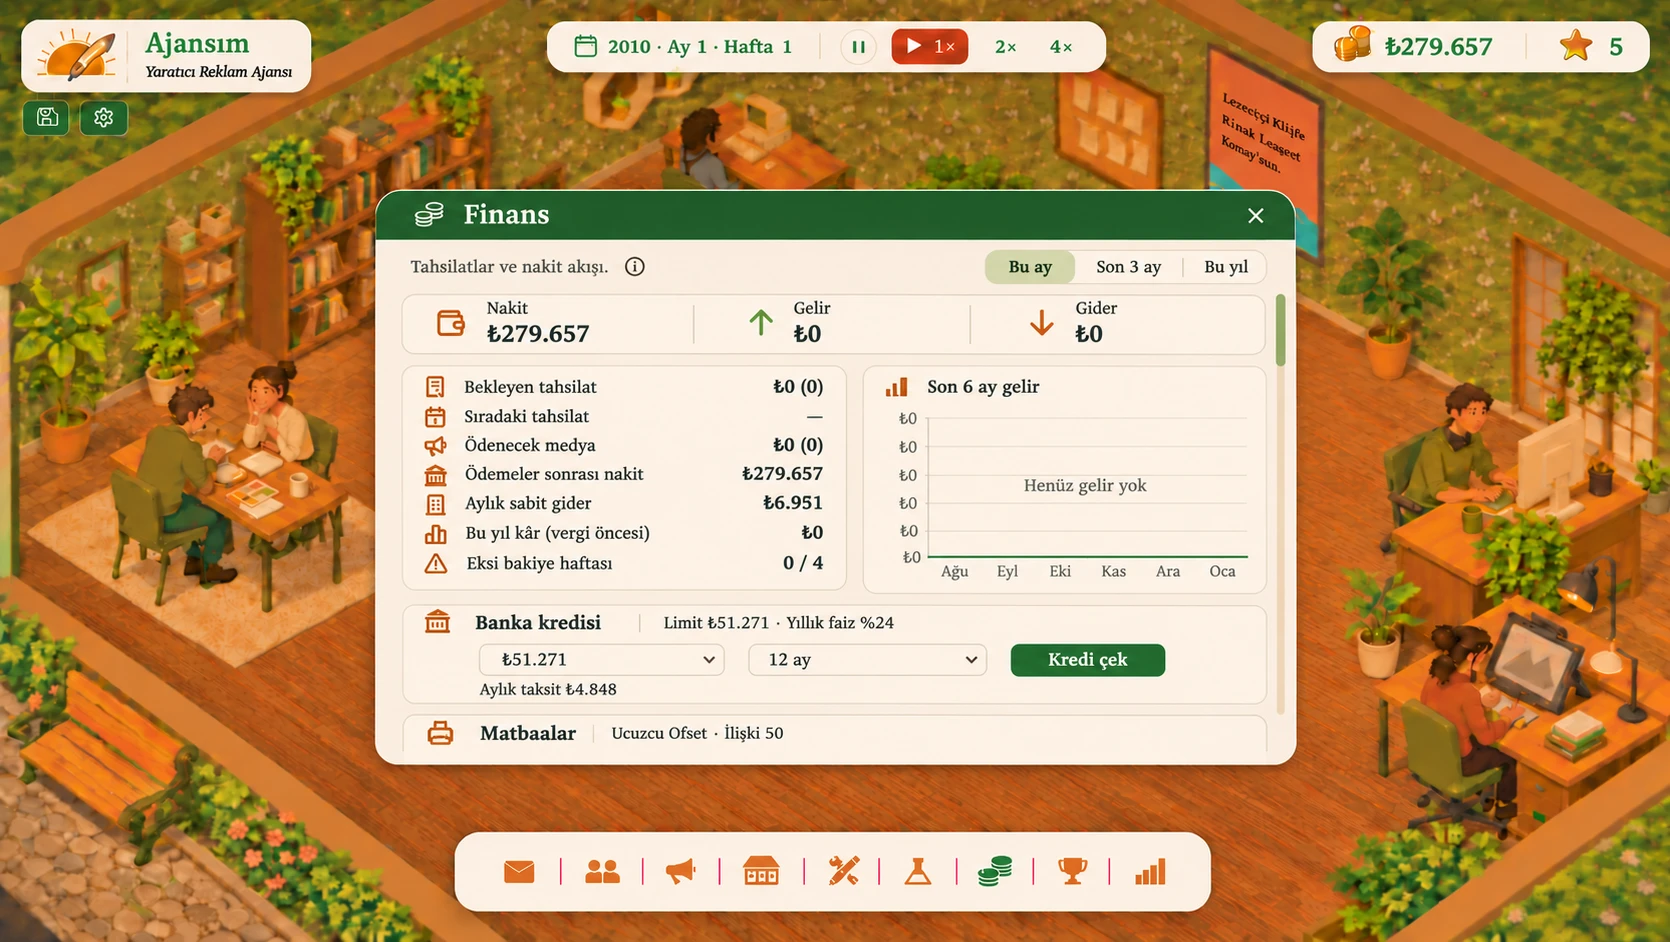 Ajansım
Yaratıcı Reklam Ajansı
2010 · Ay 1 · Hafta 1
1×
2×
4×
₺279.657
5
Lezecççi Klijfe
Rinak Leaşeet
Komay'sun.
Finans
Tahsilatlar ve nakit akışı.
Bu ay
Son 3 ay
Bu yıl
Nakit
₺279.657
Gelir
₺0
Gider
₺0
Bekleyen tahsilat ₺0 (0)
Sıradaki tahsilat —
Ödenecek medya ₺0 (0)
Ödemeler sonrası nakit ₺279.657
Aylık sabit gider ₺6.951
Bu yıl kâr (vergi öncesi) ₺0
Eksi bakiye haftası 0 / 4
Son 6 ay gelir
₺0
₺0
₺0
₺0
₺0
₺0
Henüz gelir yok
Ağu Eyl Eki Kas Ara Oca
Banka kredisi
Limit ₺51.271 · Yıllık faiz %24
₺51.271
12 ay
Kredi çek
Aylık taksit ₺4.848
Matbaalar
Ucuzcu Ofset · İlişki 50